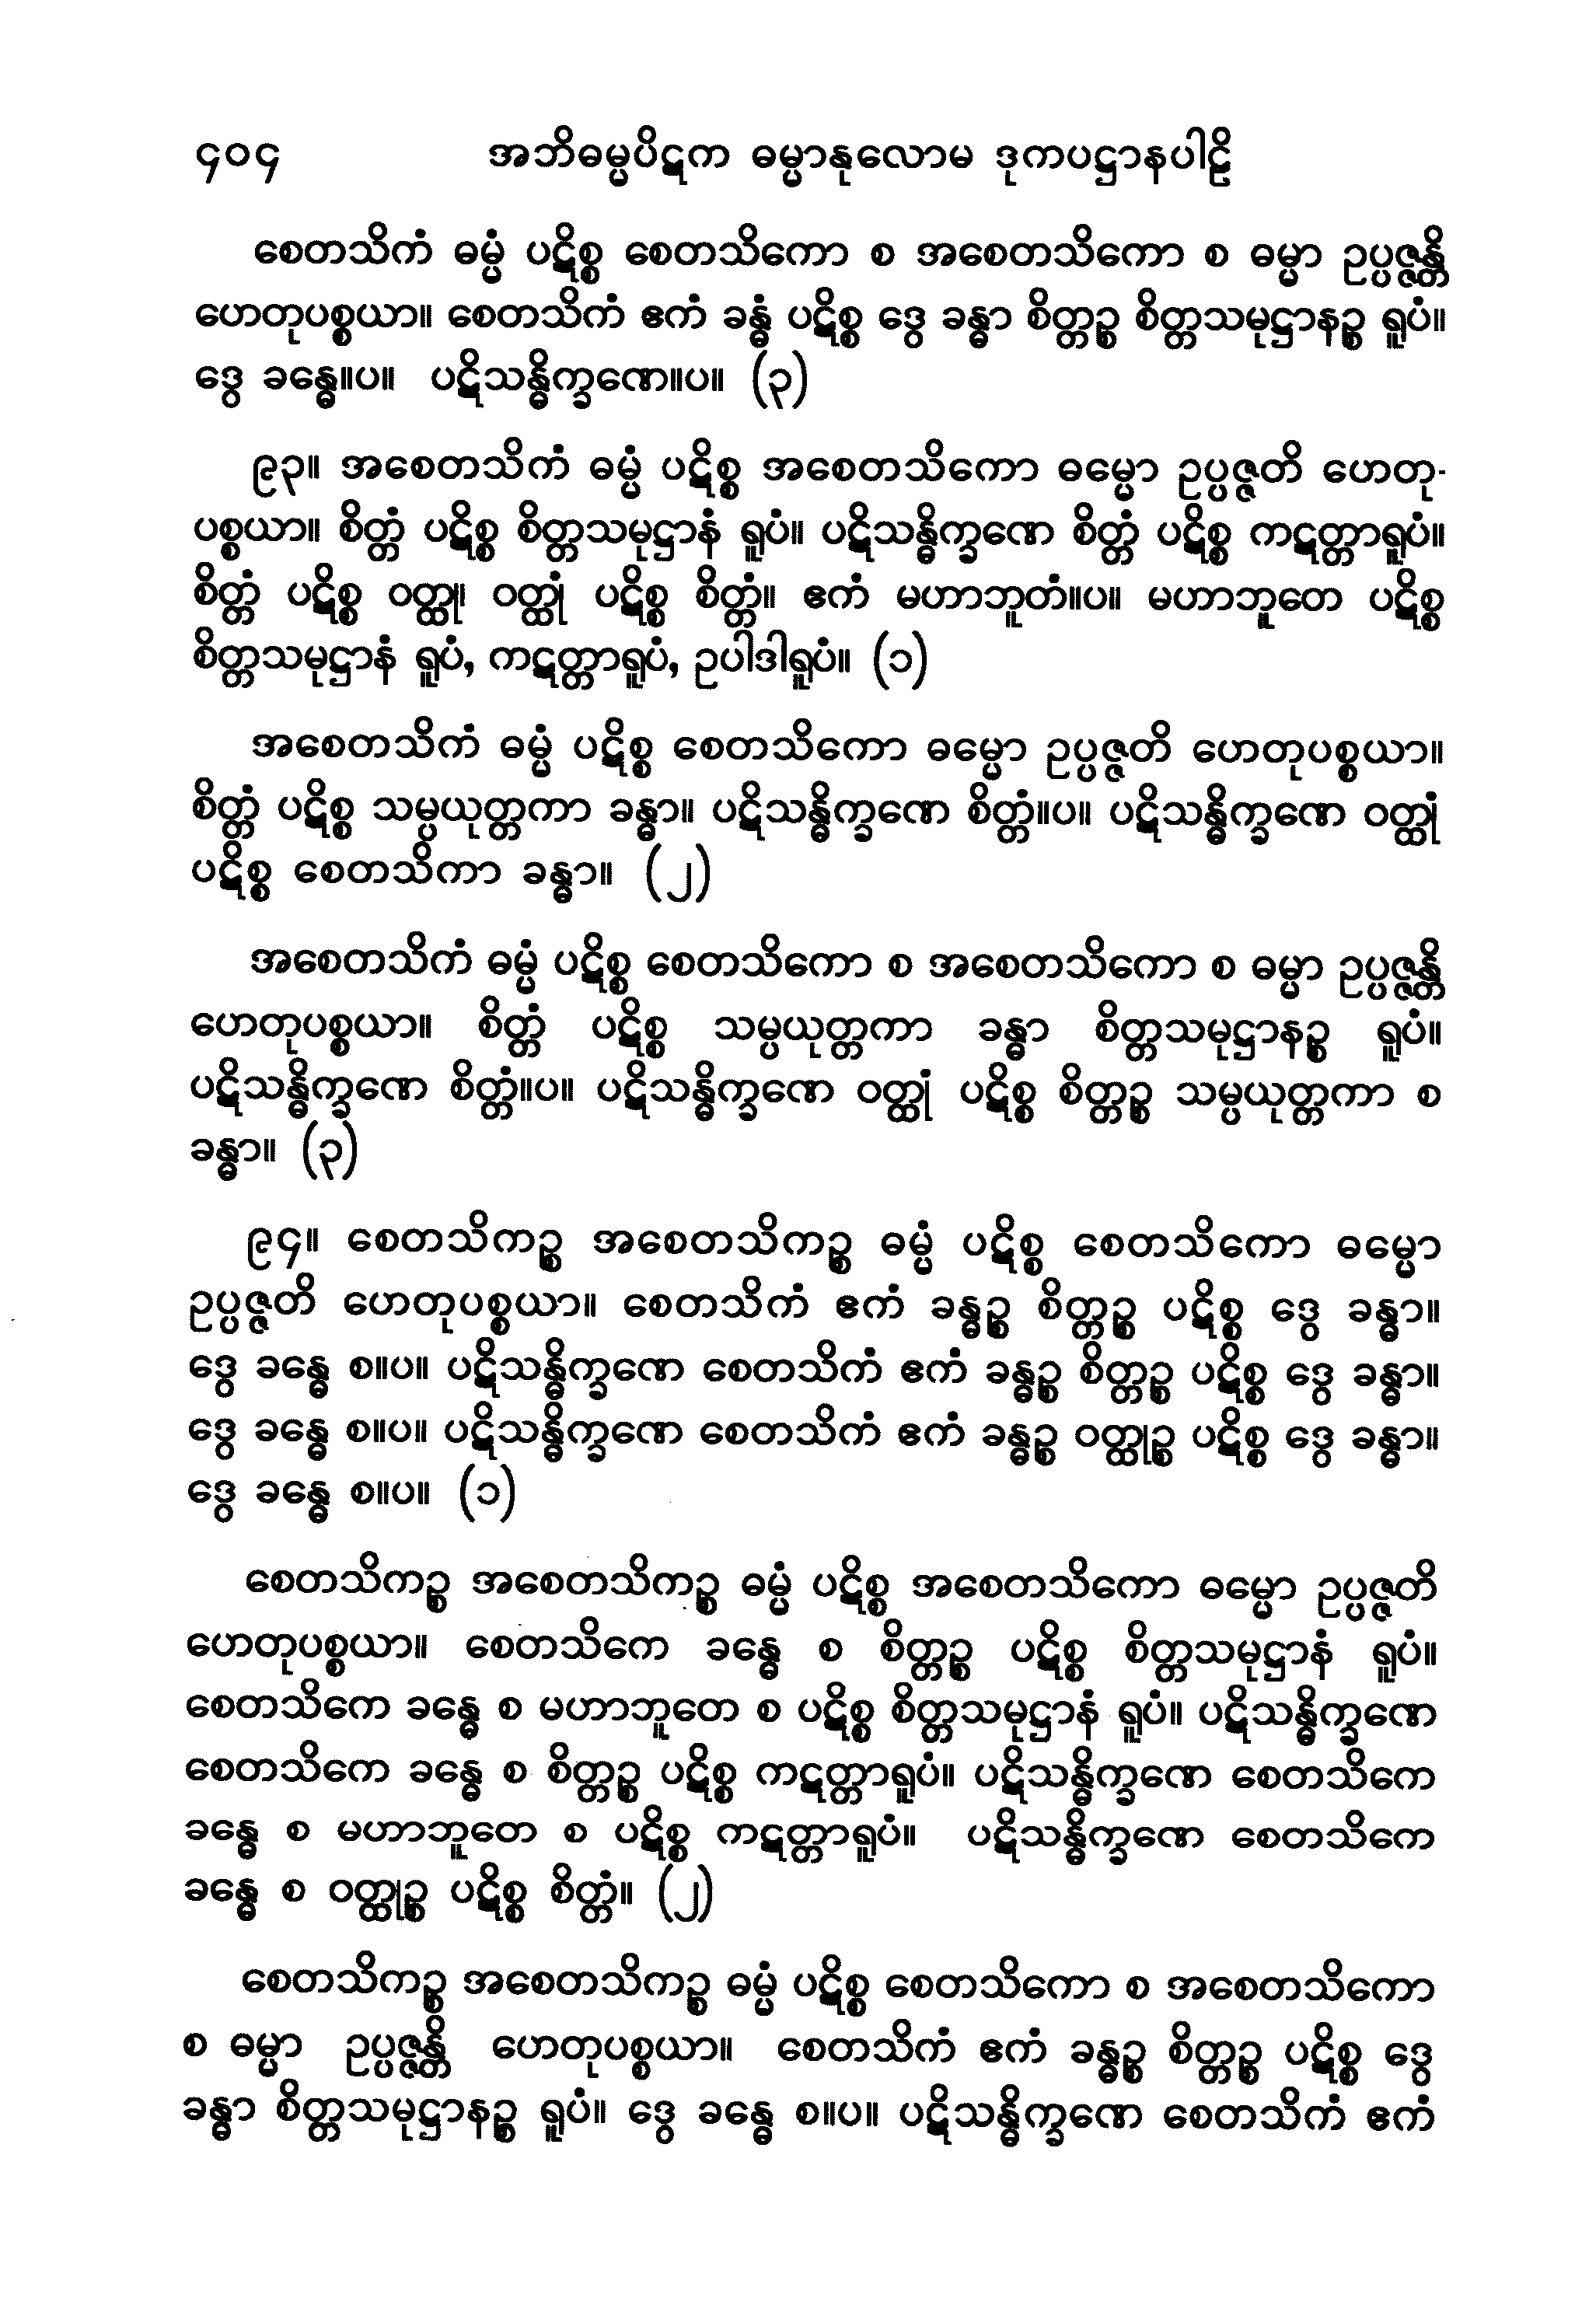 ၄၀၄ အဘိဓမ္မပိဋက ဓမ္မာနုလောမ ဒုကပဋ္ဌာနပါဠိ
စေတသိကံ ဓမ္မံ ပဋိစ္စ စေတသိကော စ အစေတသိကော စ ဓမ္မာ ဥပ္ပဇ္ဇန္တိ
ဟေတုပစ္စယာ။ စေတသိကံ ဧကံ ခန္ဓံ ပဋိစ္စ ဒွေ ခန္ဓာ စိတ္တဉ္စ စိတ္တသမုဋ္ဌာနဉ္စ ရူပံ။
ဒွေ ခန္ဓေ။ပ။ ပဋိသန္ဓိက္ခဏေ။ပ။ (၃)
၉၃။ အစေတသိကံ ဓမ္မံ ပဋိစ္စ အစေတသိကော ဓမ္မော ဥပ္ပဇ္ဇတိ ဟေတု-
ပစ္စယာ။ စိတ္တံ ပဋိစ္စ စိတ္တသမုဋ္ဌာနံ ရူပံ။ ပဋိသန္ဓိက္ခဏေ စိတ္တံ ပဋိစ္စ ကဋတ္တာရူပံ။
စိတ္တံ ပဋိစ္စ ဝတ္ထု။ ဝတ္ထုံ ပဋိစ္စ စိတ္တံ။ ဧကံ မဟာဘူတံ။ပ။ မဟာဘူတေ ပဋိစ္စ
စိတ္တသမုဋ္ဌာနံ ရူပံ, ကဋတ္တာရူပံ, ဥပါဒါရူပံ။ (၁)
အစေတသိကံ ဓမ္မံ ပဋိစ္စ စေတသိကော ဓမ္မော ဥပ္ပဇ္ဇတိ ဟေတုပစ္စယာ။
စိတ္တံ ပဋိစ္စ သမ္ပယုတ္တကာ ခန္ဓာ။ ပဋိသန္ဓိက္ခဏေ စိတ္တံ။ပ။ ပဋိသန္ဓိက္ခဏေ ဝတ္ထုံ
ပဋိစ္စ စေတသိကာ ခန္ဓာ။ (၂)
အစေတသိကံ ဓမ္မံ ပဋိစ္စ စေတသိကော စ အစေတသိကော စ ဓမ္မာ ဥပ္ပဇ္ဇန္တိ
ဟေတုပစ္စယာ။ စိတ္တံ ပဋိစ္စ သမ္ပယုတ္တကာ ခန္ဓာ စိတ္တသမုဋ္ဌာနဉ္စ ရူပံ။
ပဋိသန္ဓိက္ခဏေ စိတ္တံ။ပ။ ပဋိသန္ဓိက္ခဏေ ဝတ္ထုံ ပဋိစ္စ စိတ္တဉ္စ သမ္ပယုတ္တကာ စ
ခန္ဓာ။ (၃)
၉၄။ စေတသိကဉ္စ အစေတသိကဉ္စ ဓမ္မံ ပဋိစ္စ စေတသိကော ဓမ္မော
ဥပ္ပဇ္ဇတိ ဟေတုပစ္စယာ။ စေတသိကံ ဧကံ ခန္ဓဉ္စ စိတ္တဉ္စ ပဋိစ္စ ဒွေ ခန္ဓာ။
ဒွေ ခန္ဓေ စ။ပ။ ပဋိသန္ဓိက္ခဏေ စေတသိကံ ဧကံ ခန္ဓဉ္စ စိတ္တဉ္စ ပဋိစ္စ ဒွေ ခန္ဓာ။
ဒွေ ခန္ဓေ စ။ပ။ ပဋိသန္ဓိက္ခဏေ စေတသိကံ ဧကံ ခန္ဓဉ္စ ဝတ္ထုဉ္စ ပဋိစ္စ ဒွေ ခန္ဓာ။
ဒွေ ခန္ဓေ စ။ပ။ (၁)
စေတသိကဉ္စ အစေတသိကဉ္စ ဓမ္မံ ပဋိစ္စ အစေတသိကော ဓမ္မော ဥပ္ပဇ္ဇတိ
ဟေတုပစ္စယာ။ စေတသိကေ ခန္ဓေ စ စိတ္တဉ္စ ပဋိစ္စ စိတ္တသမုဋ္ဌာနံ ရူပံ။
စေတသိကေ ခန္ဓေ စ မဟာဘူတေ စ ပဋိစ္စ စိတ္တသမုဋ္ဌာနံ ရူပံ။ ပဋိသန္ဓိက္ခဏေ
စေတသိကေ ခန္ဓေ စ စိတ္တဉ္စ ပဋိစ္စ ကဋတ္တာရူပံ။ ပဋိသန္ဓိက္ခဏေ စေတသိကေ
ခန္ဓေ စ မဟာဘူတေ စ ပဋိစ္စ ကဋတ္တာရူပံ။ ပဋိသန္ဓိက္ခဏေ စေတသိကေ
ခန္ဓေ စ ဝတ္ထုဉ္စ ပဋိစ္စ စိတ္တံ။ (၂)
စေတသိကဉ္စ အစေတသိကဉ္စ ဓမ္မံ ပဋိစ္စ စေတသိကော စ အစေတသိကော
စ ဓမ္မာ ဥပ္ပဇ္ဇန္တိ ဟေတုပစ္စယာ။ စေတသိကံ ဧကံ ခန္ဓဉ္စ စိတ္တဉ္စ ပဋိစ္စ ဒွေ
ခန္ဓာ စိတ္တသမုဋ္ဌာနဉ္စ ရူပံ။ ဒွေ ခန္ဓေ စ။ပ။ ပဋိသန္ဓိက္ခဏေ စေတသိကံ ဧကံ